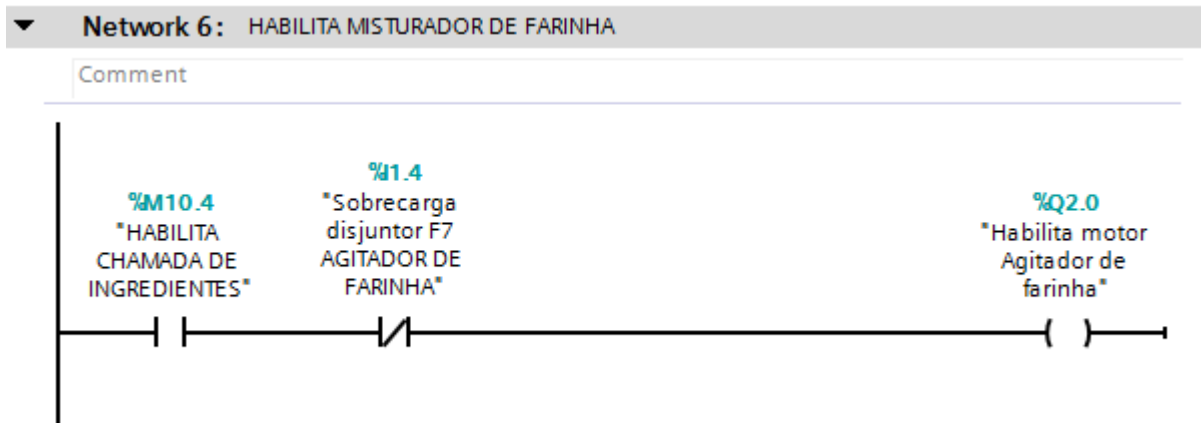 Network 6: HABILITA MISTURADOR DE FARINHA
Comment
%M10.4
"HABILITA
CHAMADA DE
INGREDIENTES"
%I1.4
"Sobrecarga
disjuntor F7
AGITADOR DE
FARINHA"
%Q2.0
"Habilita motor
Agitador de
farinha"